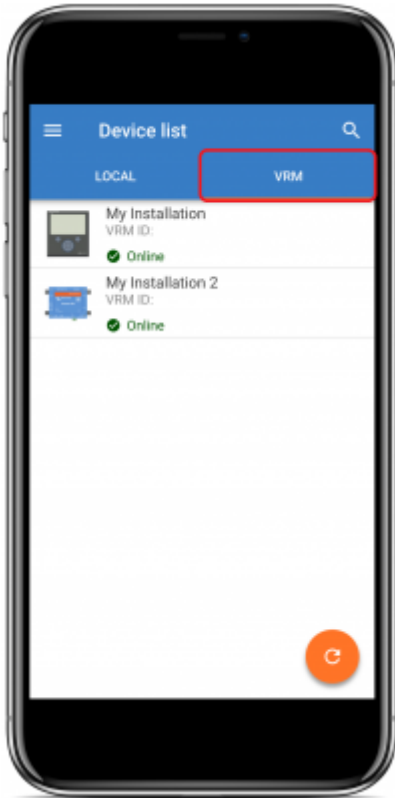 Device list
LOCAL
VRM
My Installation
VRM ID:
Online
My Installation 2
VRM ID:
Online